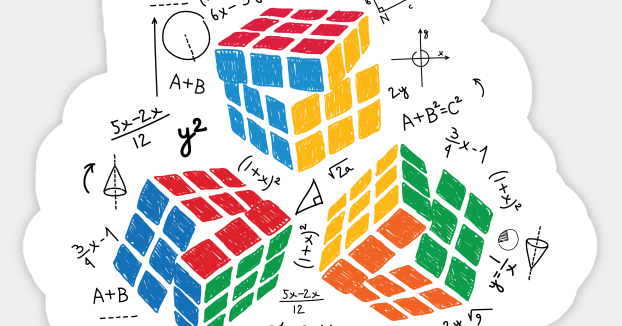 6x-
N
c
y
x
A+B
5x-2x/12
y²
2y
A+B²=C²
3/4 x-1
(1+x)²
√2a
(1+x)²
(1+x)²
3/4 x-1
y=1/x
A+B
5x-2x/12
2x
√9